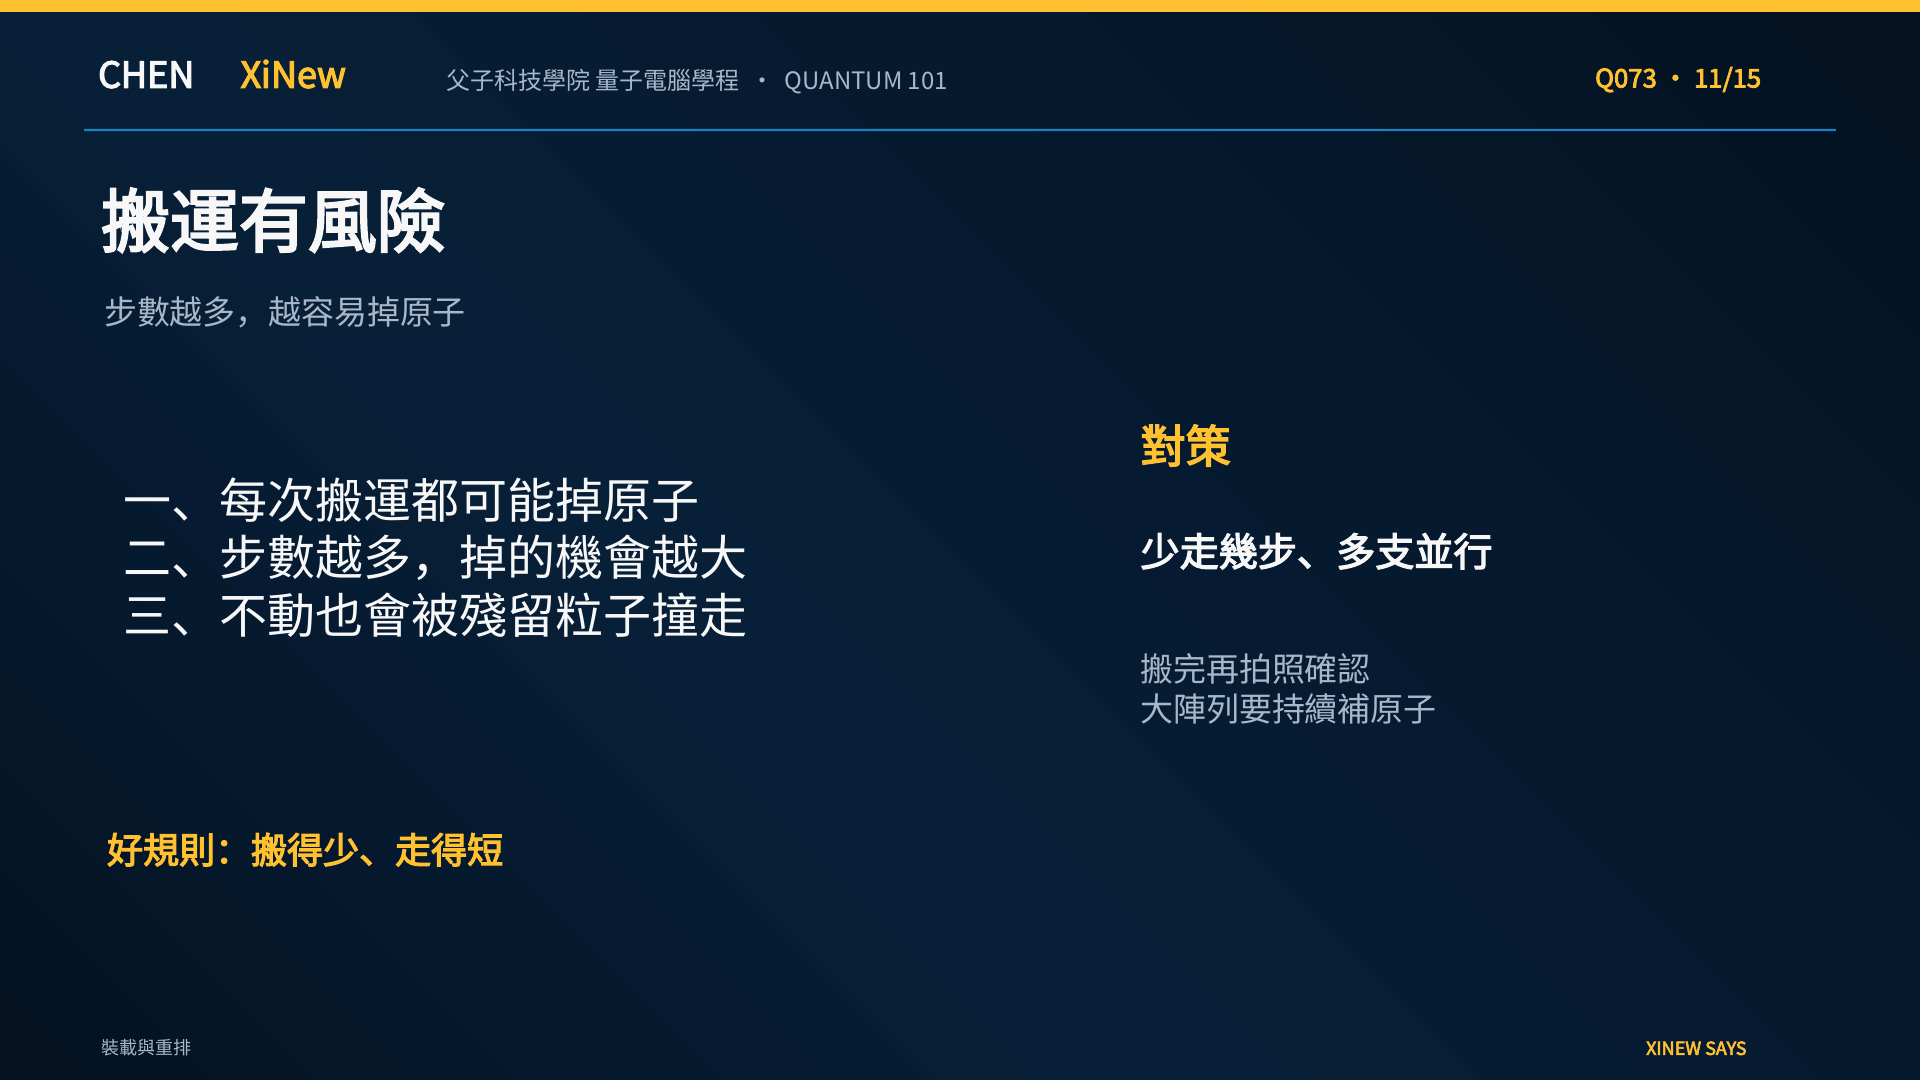 CHEN XiNew 父子科技學院 量子電腦學程 · QUANTUM 101 Q073 · 11/15
搬運有風險
步數越多，越容易掉原子
一、每次搬運都可能掉原子
二、步數越多，掉的機會越大
三、不動也會被殘留粒子撞走
對策
少走幾步、多支並行
搬完再拍照確認
大陣列要持續補原子
好規則：搬得少、走得短
裝載與重排
XINEW SAYS